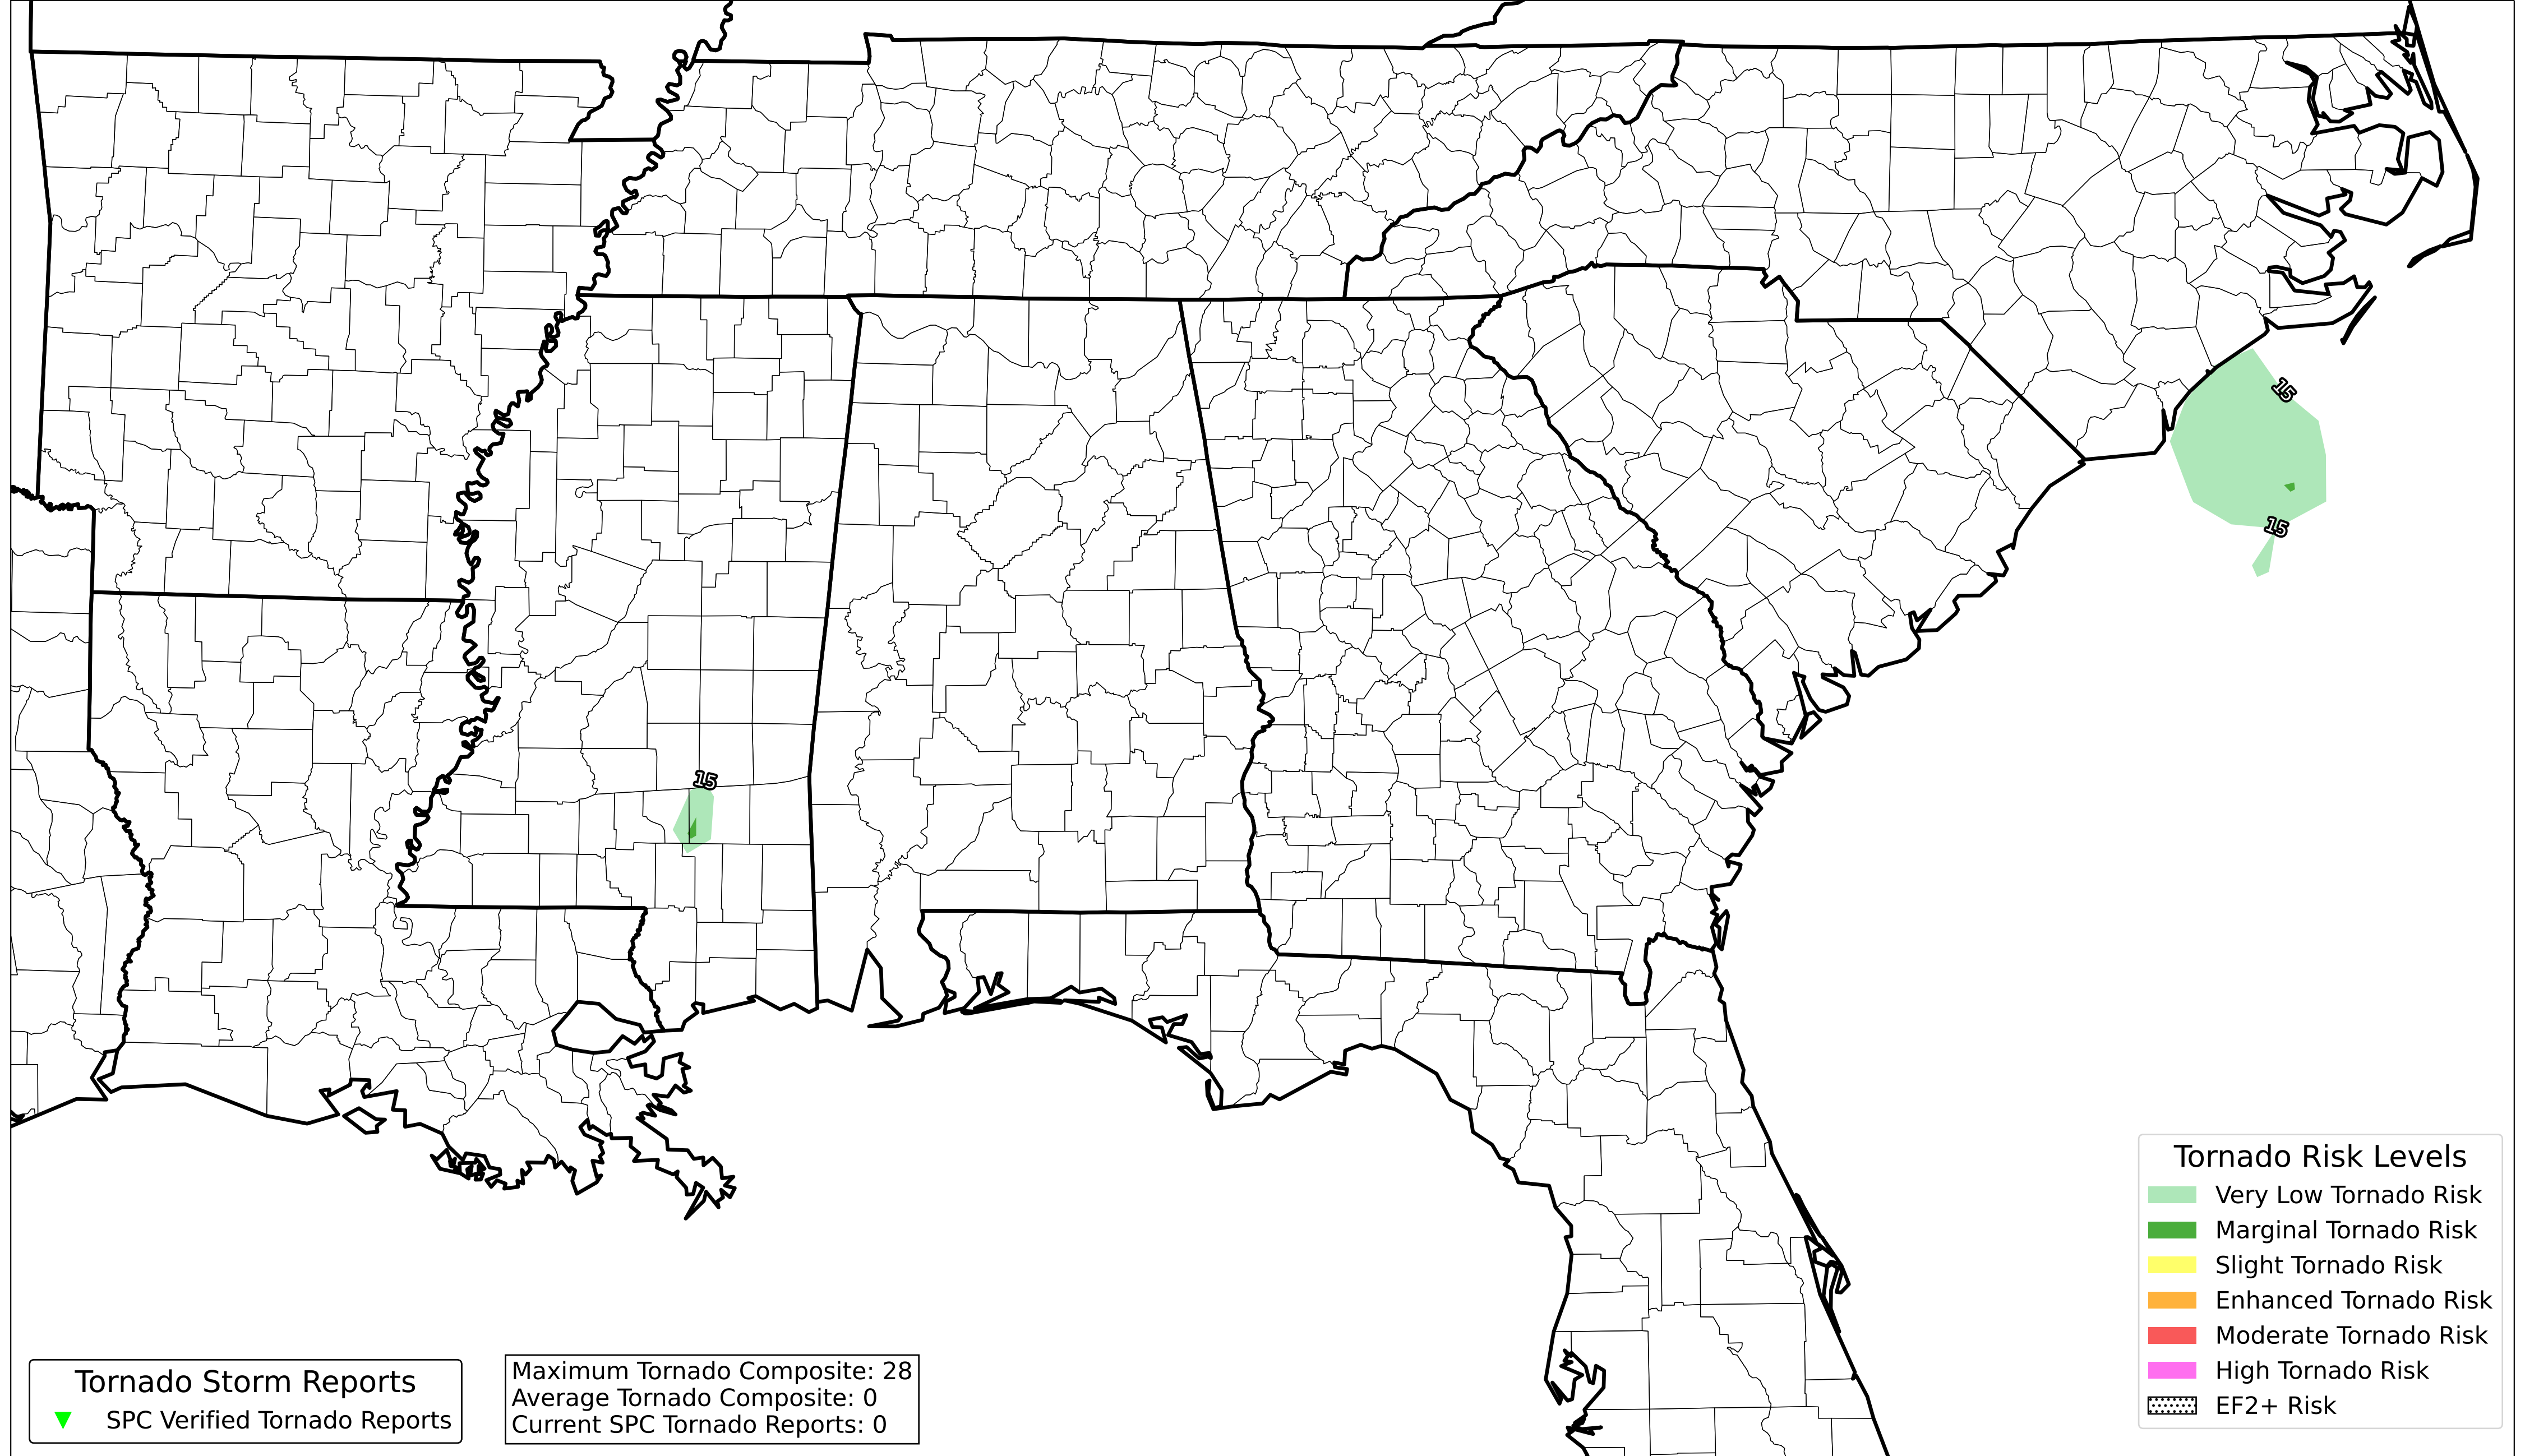 15
15
15
Tornado Risk Levels
Very Low Tornado Risk
Marginal Tornado Risk
Slight Tornado Risk
Enhanced Tornado Risk
Moderate Tornado Risk
High Tornado Risk
EF2+ Risk
Tornado Storm Reports
SPC Verified Tornado Reports
Maximum Tornado Composite: 28
Average Tornado Composite: 0
Current SPC Tornado Reports: 0